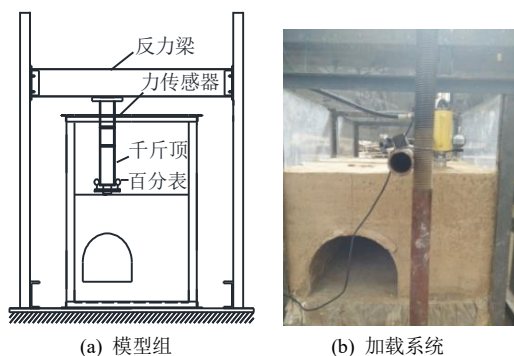 反力梁
力传感器
千斤顶
百分表
(a) 模型组
(b) 加载系统